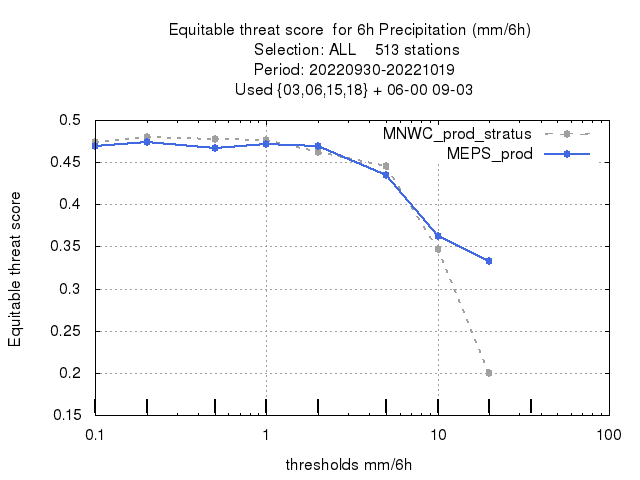 Equitable threat score  for 6h Precipitation (mm/6h)
Selection: ALL    513 stations
Period: 20220930-20221019
Used {03,06,15,18} + 06-00 09-03
MNWC_prod_stratus
MEPS_prod
0.5
0.45
0.4
0.35
0.3
0.25
0.2
0.15
Equitable threat score
0.1 1 10 100
thresholds mm/6h